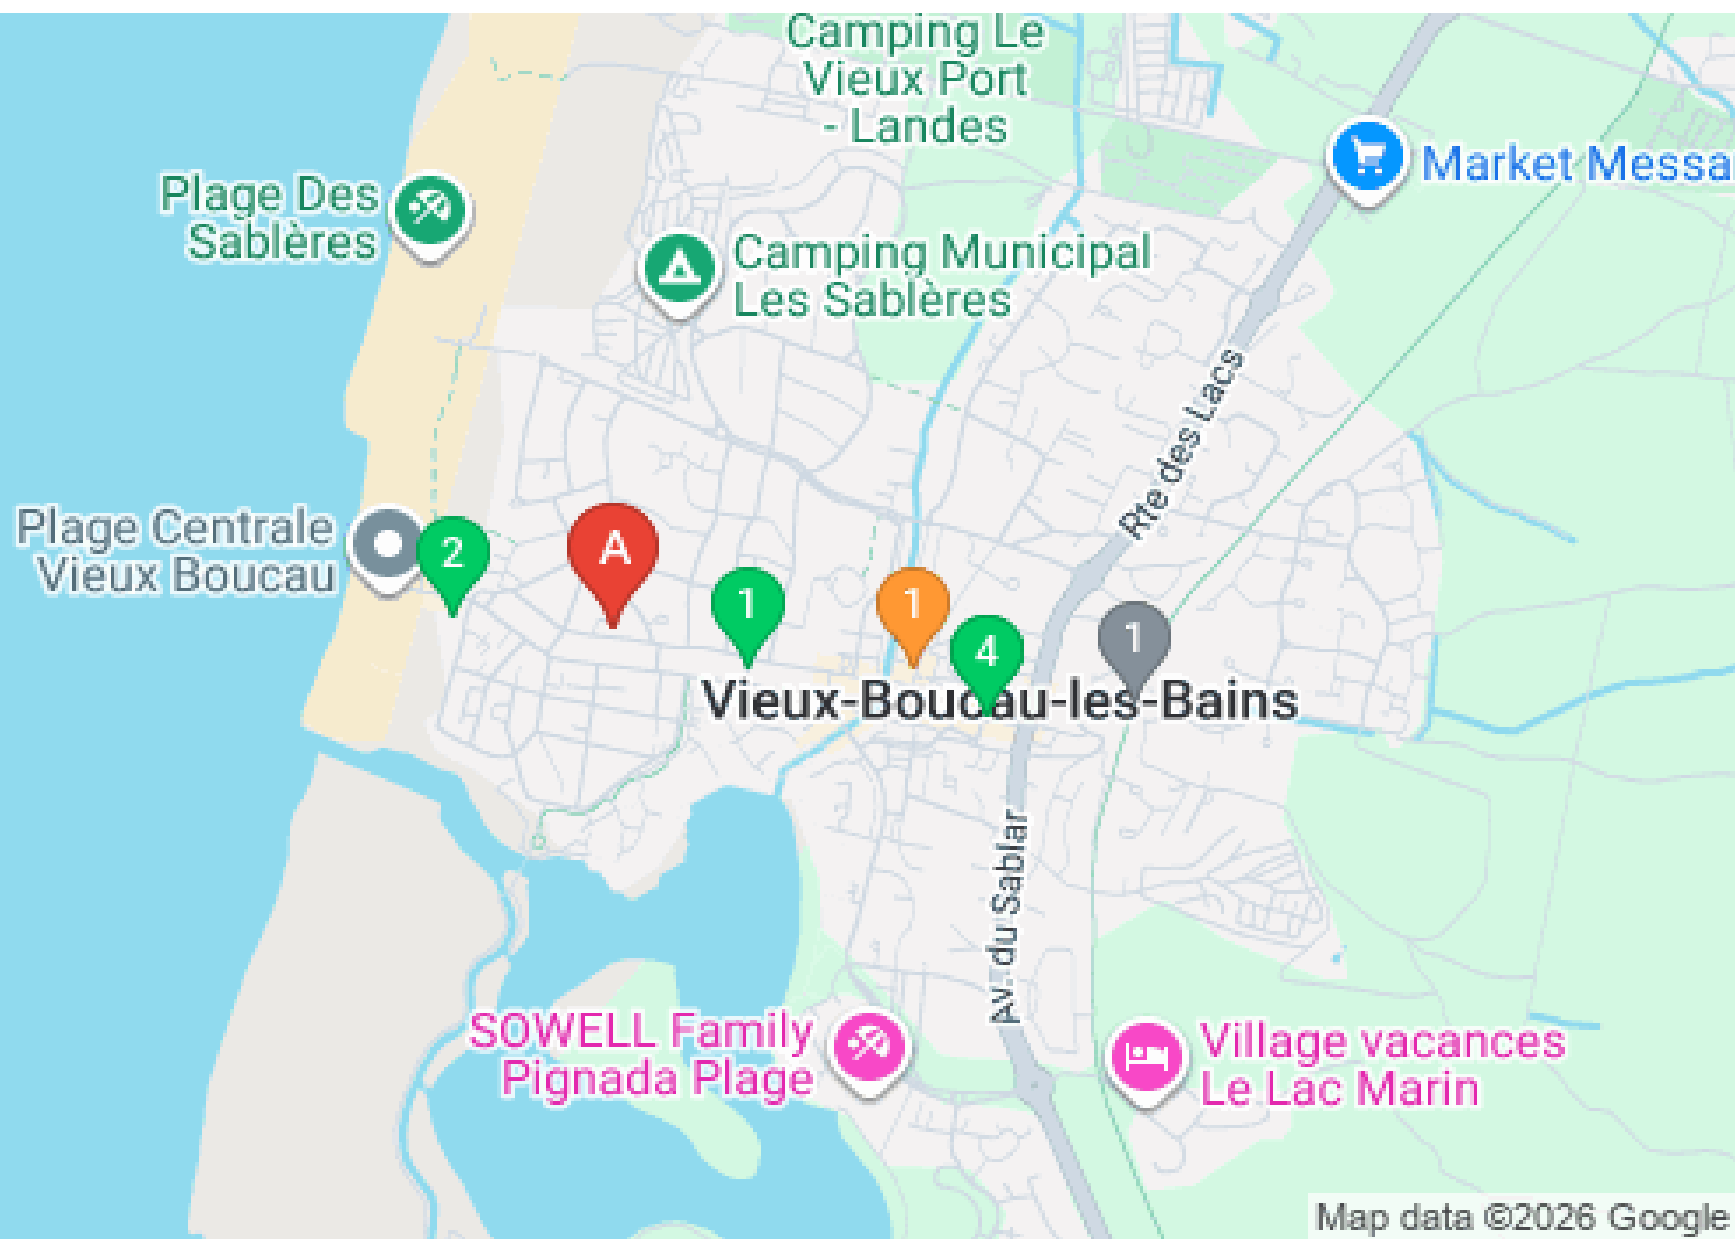 Camping Le
Vieux Port
- Landes
Market Messa
Plage Des
Sablères
Camping Municipal
Les Sablères
Rte des Lacs
Plage Centrale
Vieux Boucau
2
A
1
1
4
1
Vieux-Boucau-les-Bains
Av. du Sablar
SOWELL Family
Pignada Plage
Village vacances
Le Lac Marin
Map data ©2026 Google